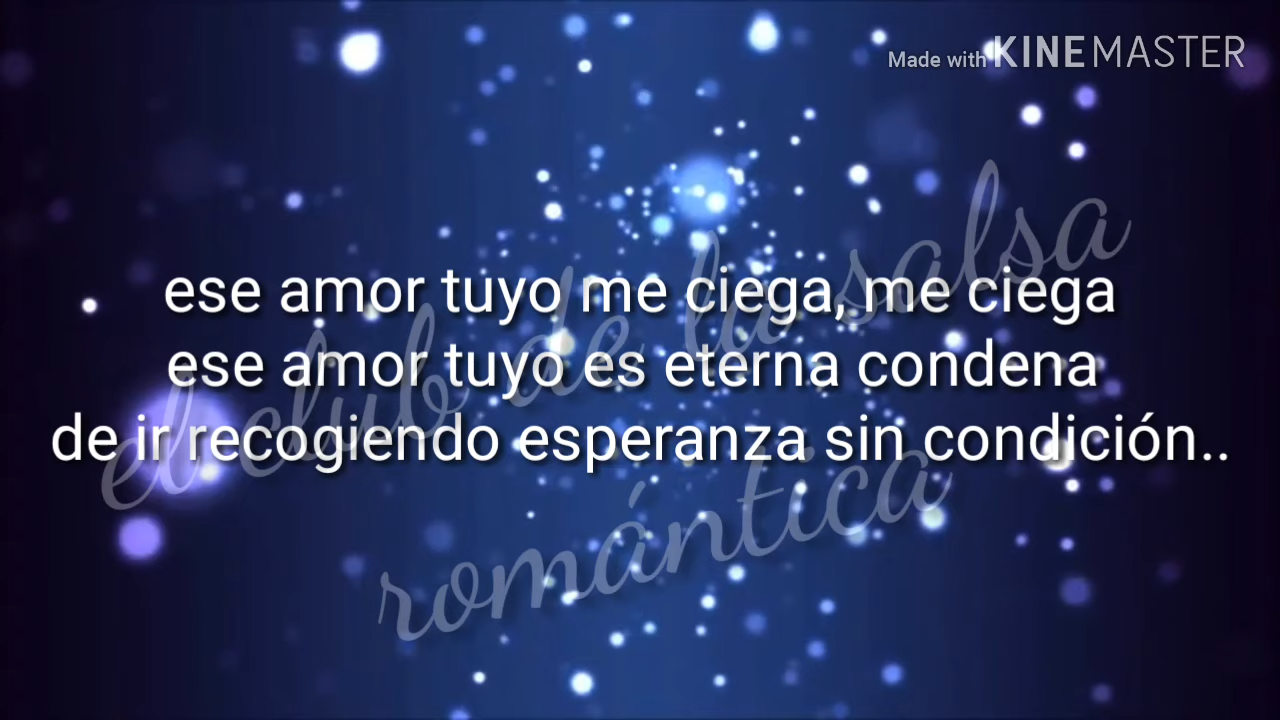 Made with KINEMASTER
ese amor tuyo me ciega, me ciega
ese amor tuyo es eterna condena
de ir recogiendo esperanza sin condición..
el club de la salsa
romántica